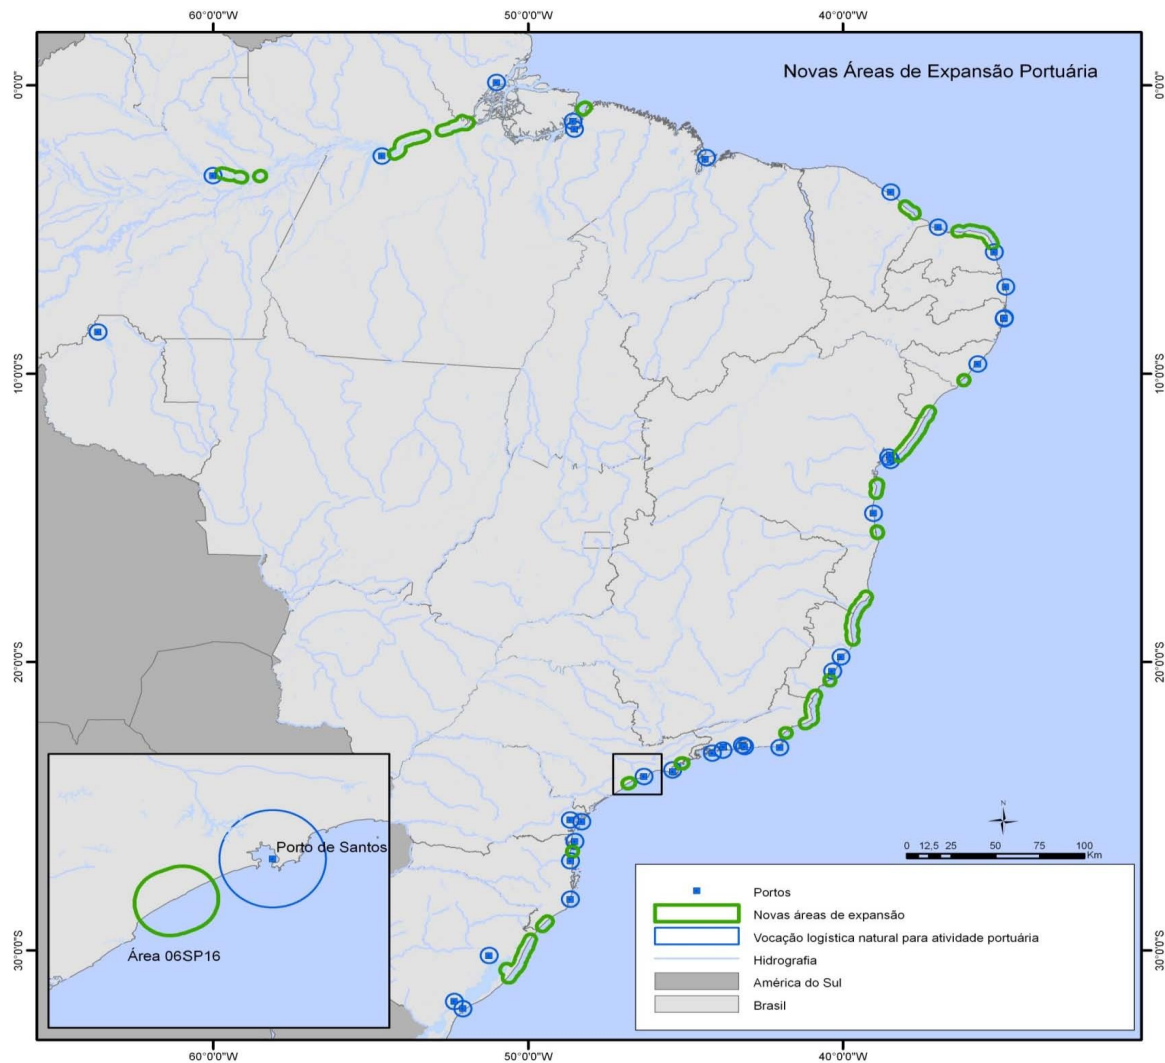 60°0'0"W 50°0'0"W 40°0'0"W
Novas Áreas de Expansão Portuária
0°0'0" 0°0'0"
10°0'0"S 10°0'0"S
20°0'0"S 20°0'0"S
30°0'0"S 30°0'0"S
Porto de Santos
Área 06SP16
N
0 12,5 25 50 75 100
Km
Portos
Novas áreas de expansão
Vocação logística natural para atividade portuária
Hidrografia
América do Sul
Brasil
60°0'0"W 50°0'0"W 40°0'0"W